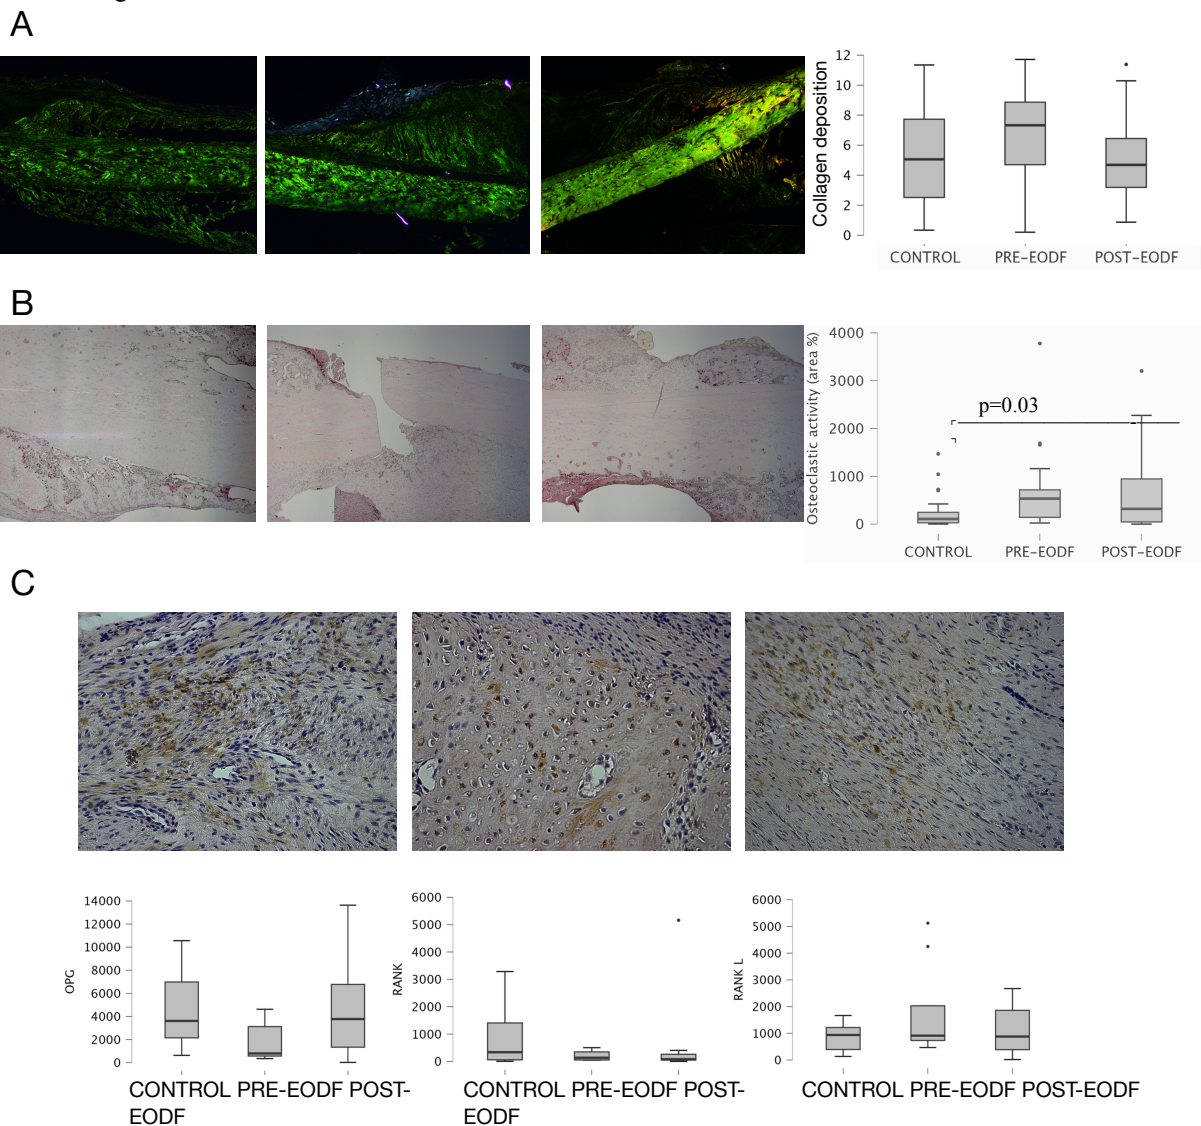 A
Collagen deposition
12
10
8
6
4
2
0
CONTROL PRE-EODF POST-EODF
B
Osteoclastic activity (area %)
4000
3000
2000
1000
0
p=0.03
CONTROL PRE-EODF POST-EODF
C
OPG
14000
12000
10000
8000
6000
4000
2000
0
CONTROL PRE-EODF POST-
EODF
RANK
6000
5000
4000
3000
2000
1000
0
CONTROL PRE-EODF POST-
EODF
RANK L
6000
5000
4000
3000
2000
1000
0
CONTROL PRE-EODF POST-EODF